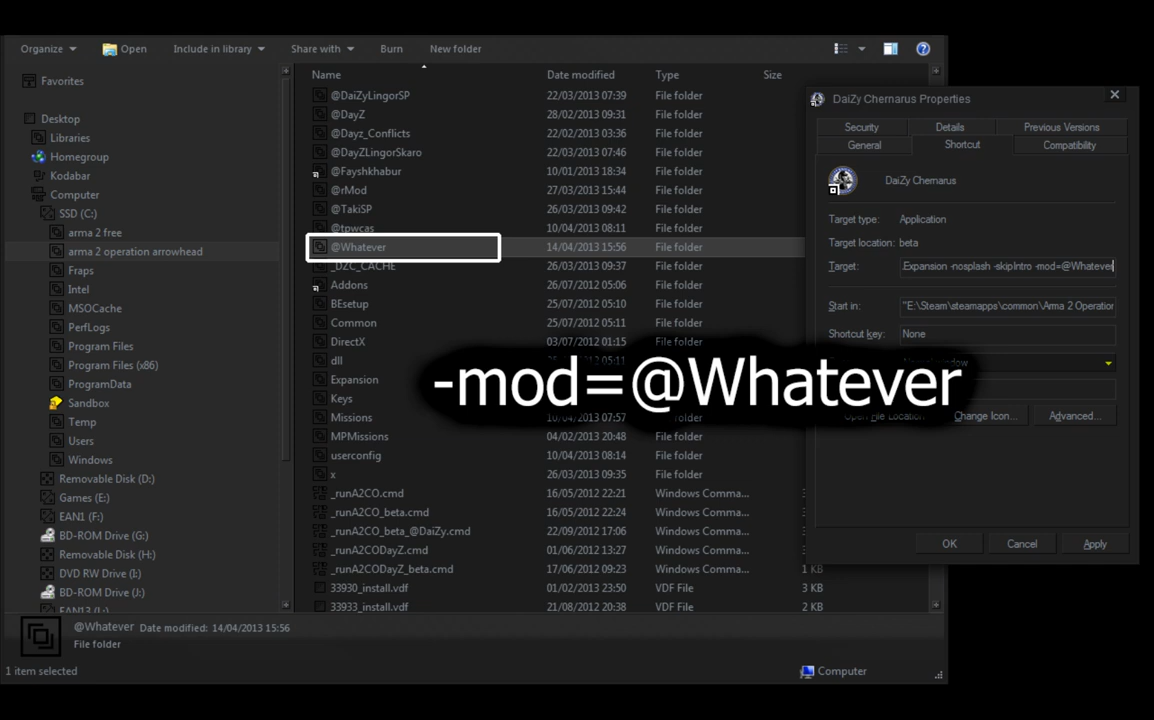 Organize Open Include in library Share with Burn New folder
Favorites
Desktop
Libraries
Homegroup
Kodabar
Computer
SSD (C:)
arma 2 free
arma 2 operation arrowhead
Fraps
Intel
MSOCache
PerfLogs
Program Files
Program Files (x86)
ProgramData
Sandbox
Temp
Users
Windows
Removable Disk (D:)
Games (E:)
EAN1 (F:)
BD-ROM Drive (G:)
Removable Disk (H:)
DVD RW Drive (I:)
BD-ROM Drive (J:)
EAN13 (L:)
Name Date modified Type Size
@DaiZyLingorSP 22/03/2013 07:39 File folder
@DayZ 28/02/2013 09:31 File folder
@Dayz_Conflicts 22/02/2013 03:36 File folder
@DayZLingorSkaro 22/03/2013 07:46 File folder
@Fayshkhabur 10/01/2013 18:34 File folder
@rMod 27/03/2013 15:44 File folder
@TakiSP 26/03/2013 09:42 File folder
@tpwcas 10/04/2013 08:11 File folder
@Whatever 14/04/2013 15:56 File folder
_DZC_CACHE 26/03/2013 09:37 File folder
Addons 26/07/2012 05:06 File folder
BEsetup 25/07/2012 05:10 File folder
Common 25/07/2012 05:11 File folder
DirectX 03/07/2012 01:15 File folder
dll 05:11 File folder
Expansion
Keys
Missions 10/04/2013 07:57 File folder
MPMissions 04/02/2013 20:48 File folder
userconfig 10/04/2013 08:14 File folder
x 26/03/2013 09:35 File folder
_runA2CO.cmd 16/05/2012 22:21 Windows Comma...
_runA2CO_beta.cmd 16/05/2012 22:24 Windows Comma...
_runA2CO_beta_@DaiZy.cmd 22/09/2012 17:06 Windows Comma...
_runA2CODayZ.cmd 01/06/2012 13:27 Windows Comma...
_runA2CODayZ_beta.cmd 17/06/2012 09:23 Windows Comma... 1 KB
33930_install.vdf 01/02/2013 23:50 VDF File 3 KB
33933_install.vdf 21/08/2012 20:38 VDF File 2 KB
-mod=@Whatever
DaiZy Chernarus Properties
Security Details Previous Versions
General Shortcut Compatibility
DaiZy Chernarus
Target type: Application
Target location: beta
Target: Expansion -nosplash -skipIntro -mod=@Whatever
Start in: "E:\Steam\steamapps\common\Arma 2 Operation
Shortcut key: None
Normal window
Open File Location Change Icon... Advanced...
OK Cancel Apply
@Whatever Date modified: 14/04/2013 15:56
File folder
1 item selected
Computer